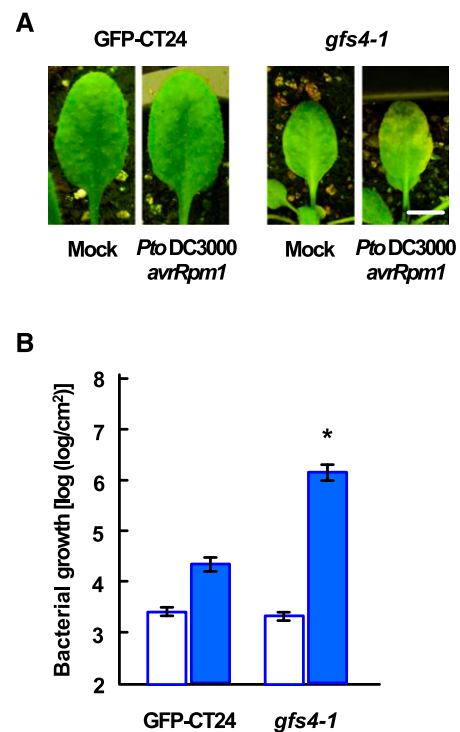 A
GFP-CT24 gfs4-1
Mock Pto DC3000 avrRpm1 Mock Pto DC3000 avrRpm1
B
Bacterial growth [log (log/cm²)]
8
7
6
5
4
3
2
*
GFP-CT24 gfs4-1